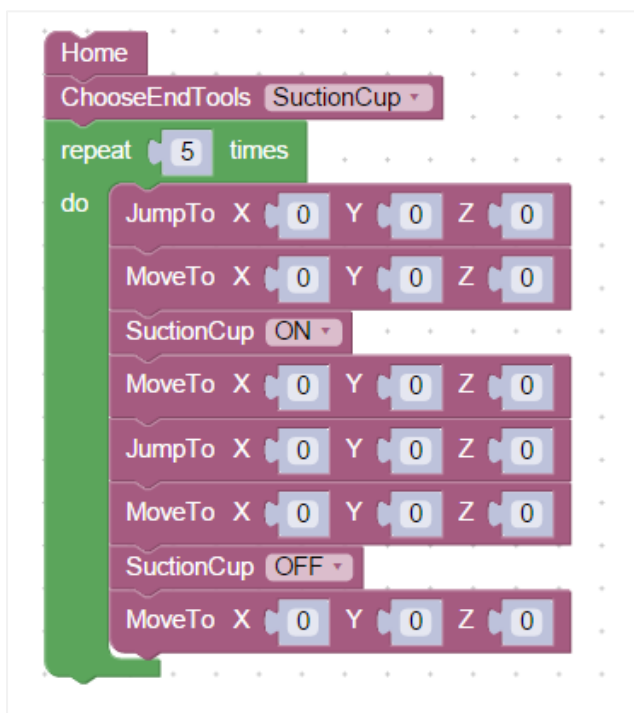 Home
ChooseEndTools SuctionCup
repeat 5 times
do
JumpTo X 0 Y 0 Z 0
MoveTo X 0 Y 0 Z 0
SuctionCup ON
MoveTo X 0 Y 0 Z 0
JumpTo X 0 Y 0 Z 0
MoveTo X 0 Y 0 Z 0
SuctionCup OFF
MoveTo X 0 Y 0 Z 0